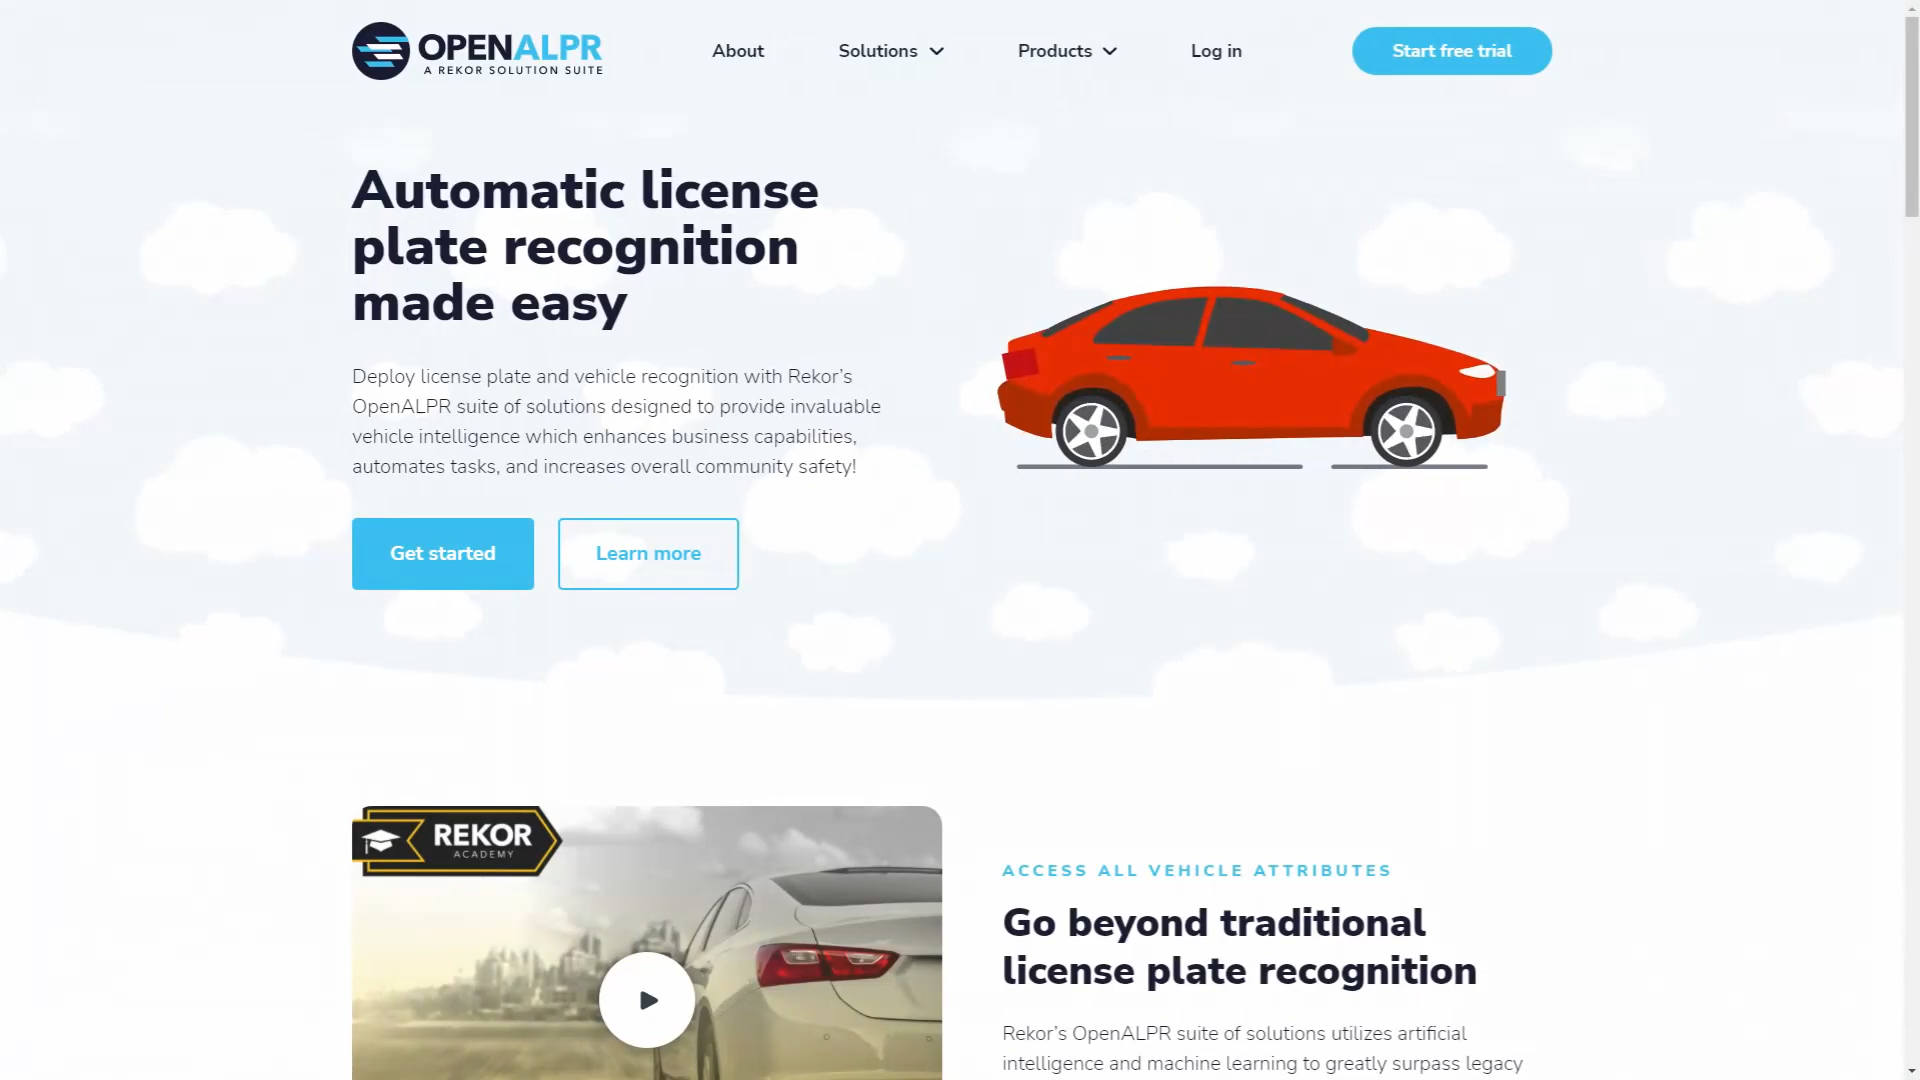 OPENALPR
A REKOR SOLUTION SUITE
About
Solutions
Products
Log in
Start free trial
Automatic license
plate recognition
made easy
Deploy license plate and vehicle recognition with Rekor’s
OpenALPR suite of solutions designed to provide invaluable
vehicle intelligence which enhances business capabilities,
automates tasks, and increases overall community safety!
Get started
Learn more
REKOR
ACADEMY
ACCESS ALL VEHICLE ATTRIBUTES
Go beyond traditional
license plate recognition
Rekor’s OpenALPR suite of solutions utilizes artificial
intelligence and machine learning to greatly surpass legacy